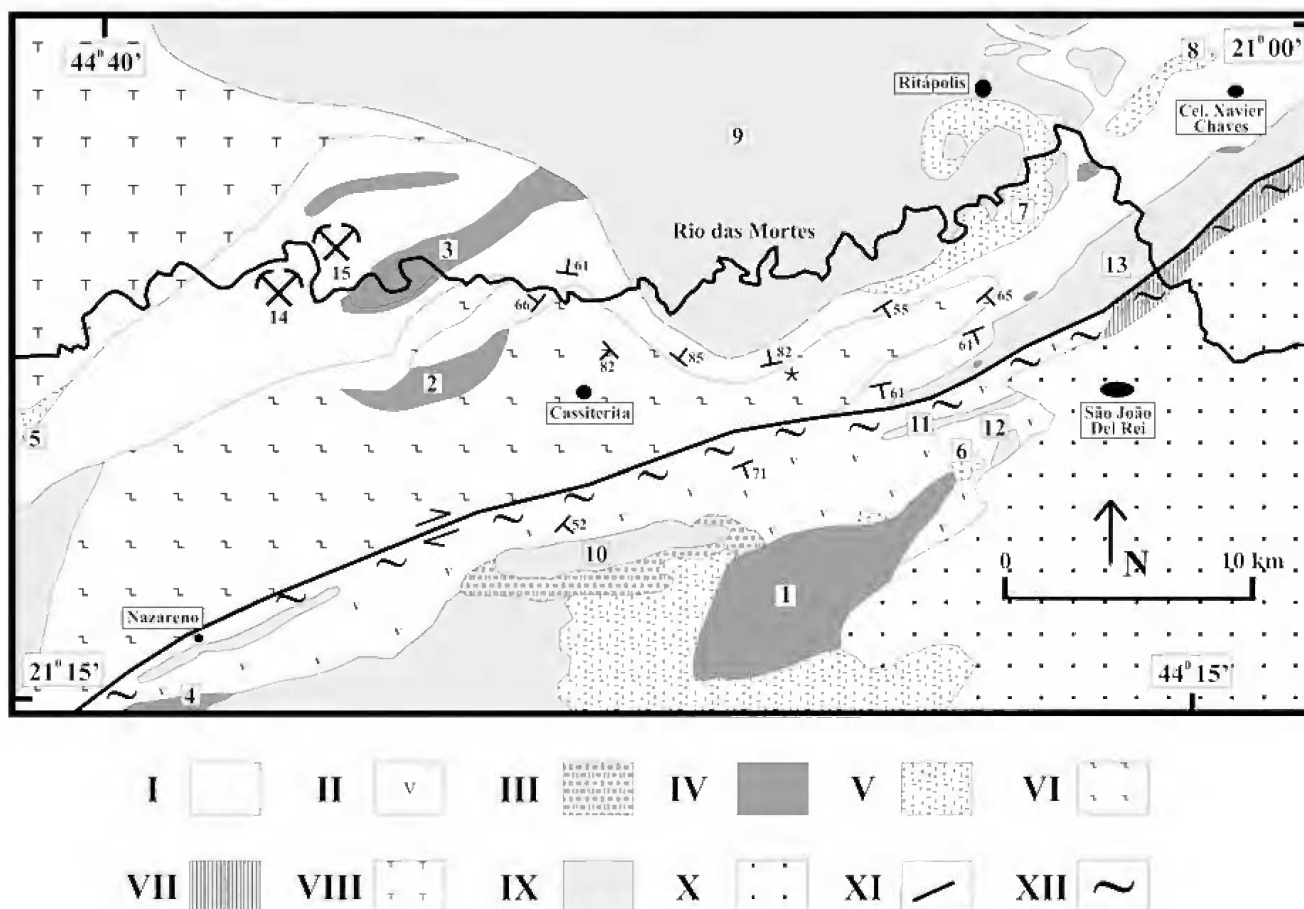 44° 40'
8
21° 00'
Ritápolis
Cel. Xavier
Chaves
9
3
7
Rio das Mortes
15
14
61
13
66
65
55
61
2
82
85
82
Cassiterita
61
5
São João
Del Rei
11
12
6
71
52
10
0
10 km
N
1
Nazareno
21° 15'
4
44° 15'
I
II
v
III
IV
V
VI
VII
VIII
IX
X
XI
XII